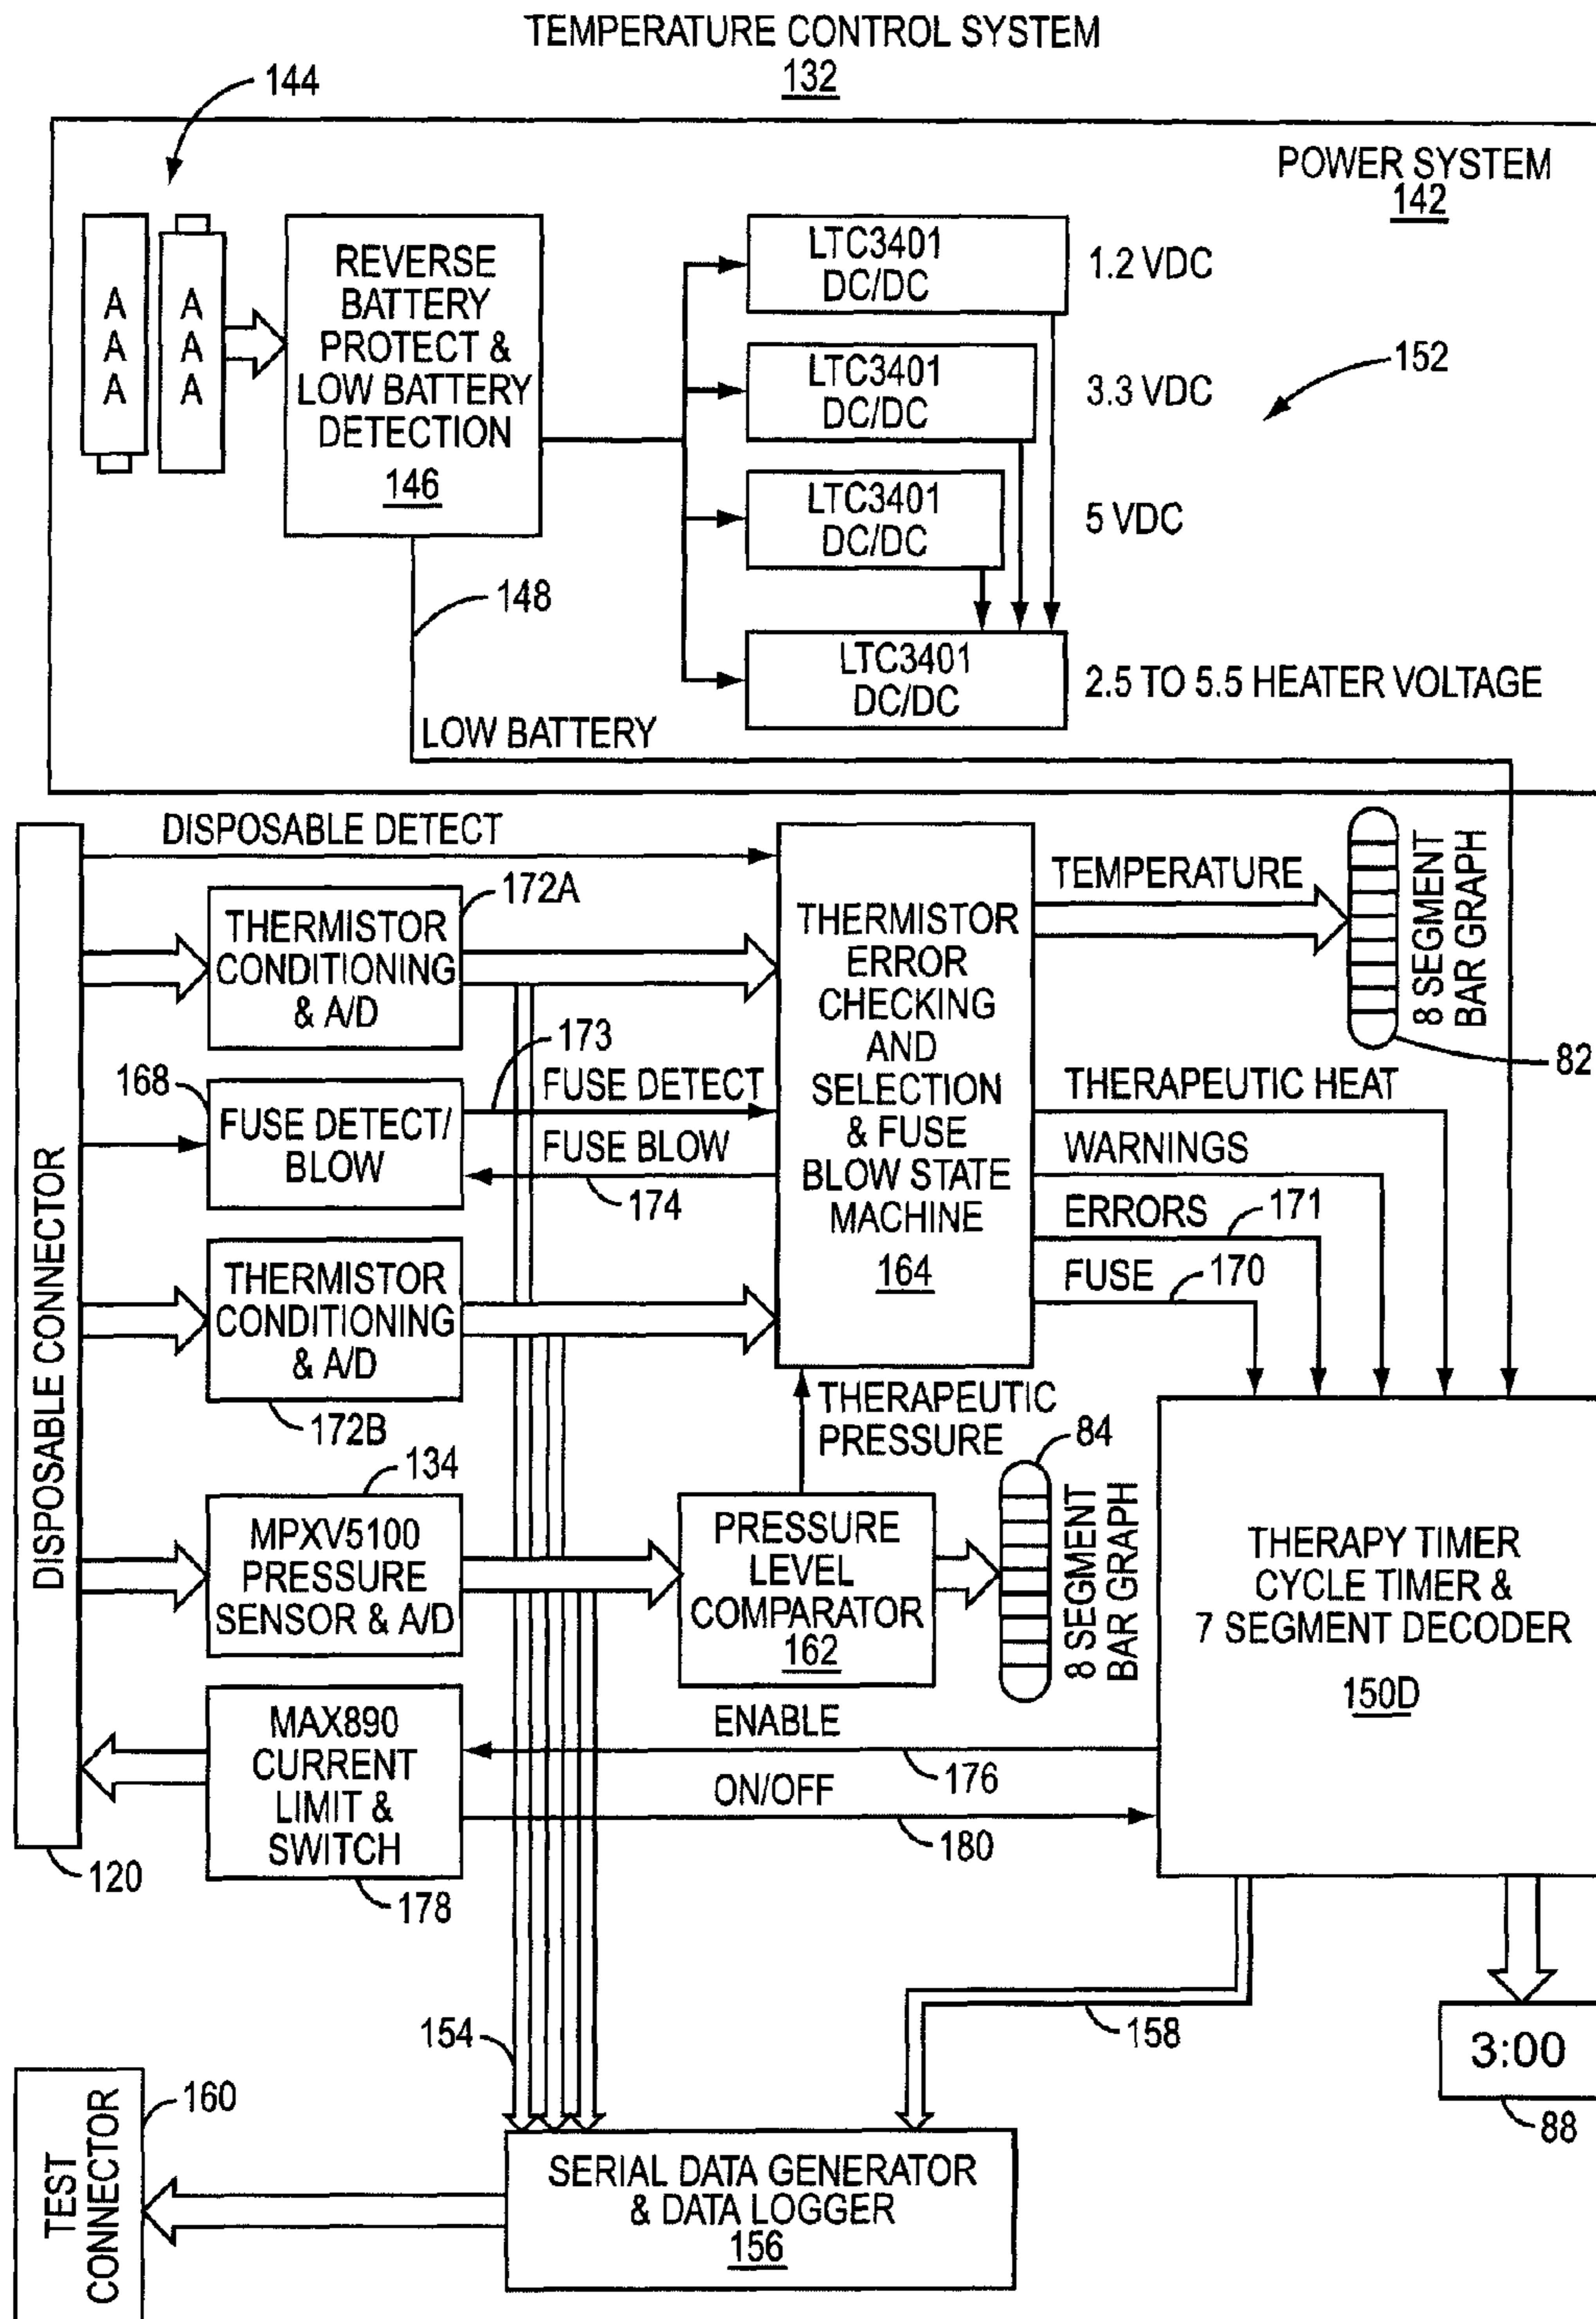 TEMPERATURE CONTROL SYSTEM
132
144
POWER SYSTEM
142
A
A
A
A
A
A
REVERSE
BATTERY
PROTECT &
LOW BATTERY
DETECTION
146
LTC3401
DC/DC
1.2 VDC
LTC3401
DC/DC
3.3 VDC
152
LTC3401
DC/DC
5 VDC
148
LTC3401
DC/DC
2.5 TO 5.5 HEATER VOLTAGE
LOW BATTERY
DISPOSABLE CONNECTOR
120
DISPOSABLE DETECT
172A
THERMISTOR
CONDITIONING
& A/D
173
168
FUSE DETECT/
BLOW
FUSE DETECT
FUSE BLOW
174
THERMISTOR
CONDITIONING
& A/D
172B
THERMISTOR
ERROR
CHECKING
AND
SELECTION
& FUSE
BLOW STATE
MACHINE
164
TEMPERATURE
8 SEGMENT
BAR GRAPH
82
THERAPEUTIC HEAT
WARNINGS
ERRORS
171
FUSE
170
THERAPEUTIC
PRESSURE
134
MPXV5100
PRESSURE
SENSOR & A/D
PRESSURE
LEVEL
COMPARATOR
162
84
8 SEGMENT
BAR GRAPH
THERAPY TIMER
CYCLE TIMER &
7 SEGMENT DECODER
150D
MAX890
CURRENT
LIMIT &
SWITCH
178
ENABLE
176
ON/OFF
180
154
158
3:00
88
TEST
CONNECTOR
160
SERIAL DATA GENERATOR
& DATA LOGGER
156